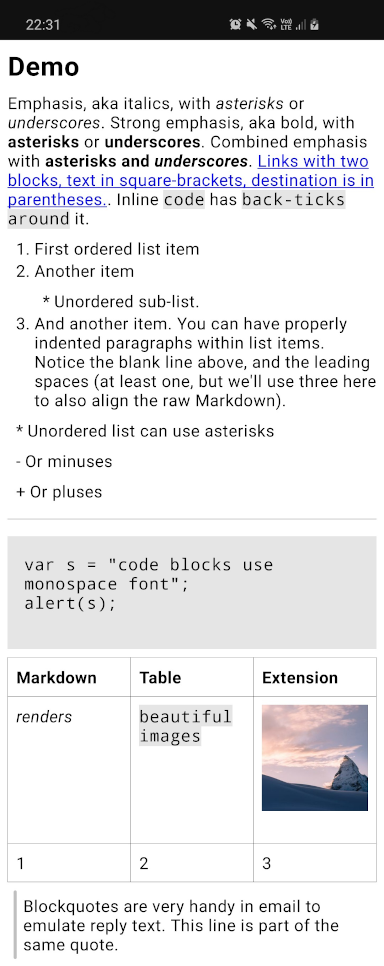 22:31
Vo)) LTE
Demo
Emphasis, aka italics, with asterisks or
underscores. Strong emphasis, aka bold, with
asterisks or underscores. Combined emphasis
with asterisks and underscores. Links with two
blocks, text in square-brackets, destination is in
parentheses.. Inline code has back-ticks
around it.
1. First ordered list item
2. Another item
* Unordered sub-list.
3. And another item. You can have properly
indented paragraphs within list items.
Notice the blank line above, and the leading
spaces (at least one, but we'll use three here
to also align the raw Markdown).
* Unordered list can use asterisks
- Or minuses
+ Or pluses
var s = "code blocks use
monospace font";
alert(s);
Markdown Table Extension
renders beautiful
images
1 2 3
Blockquotes are very handy in email to
emulate reply text. This line is part of the
same quote.